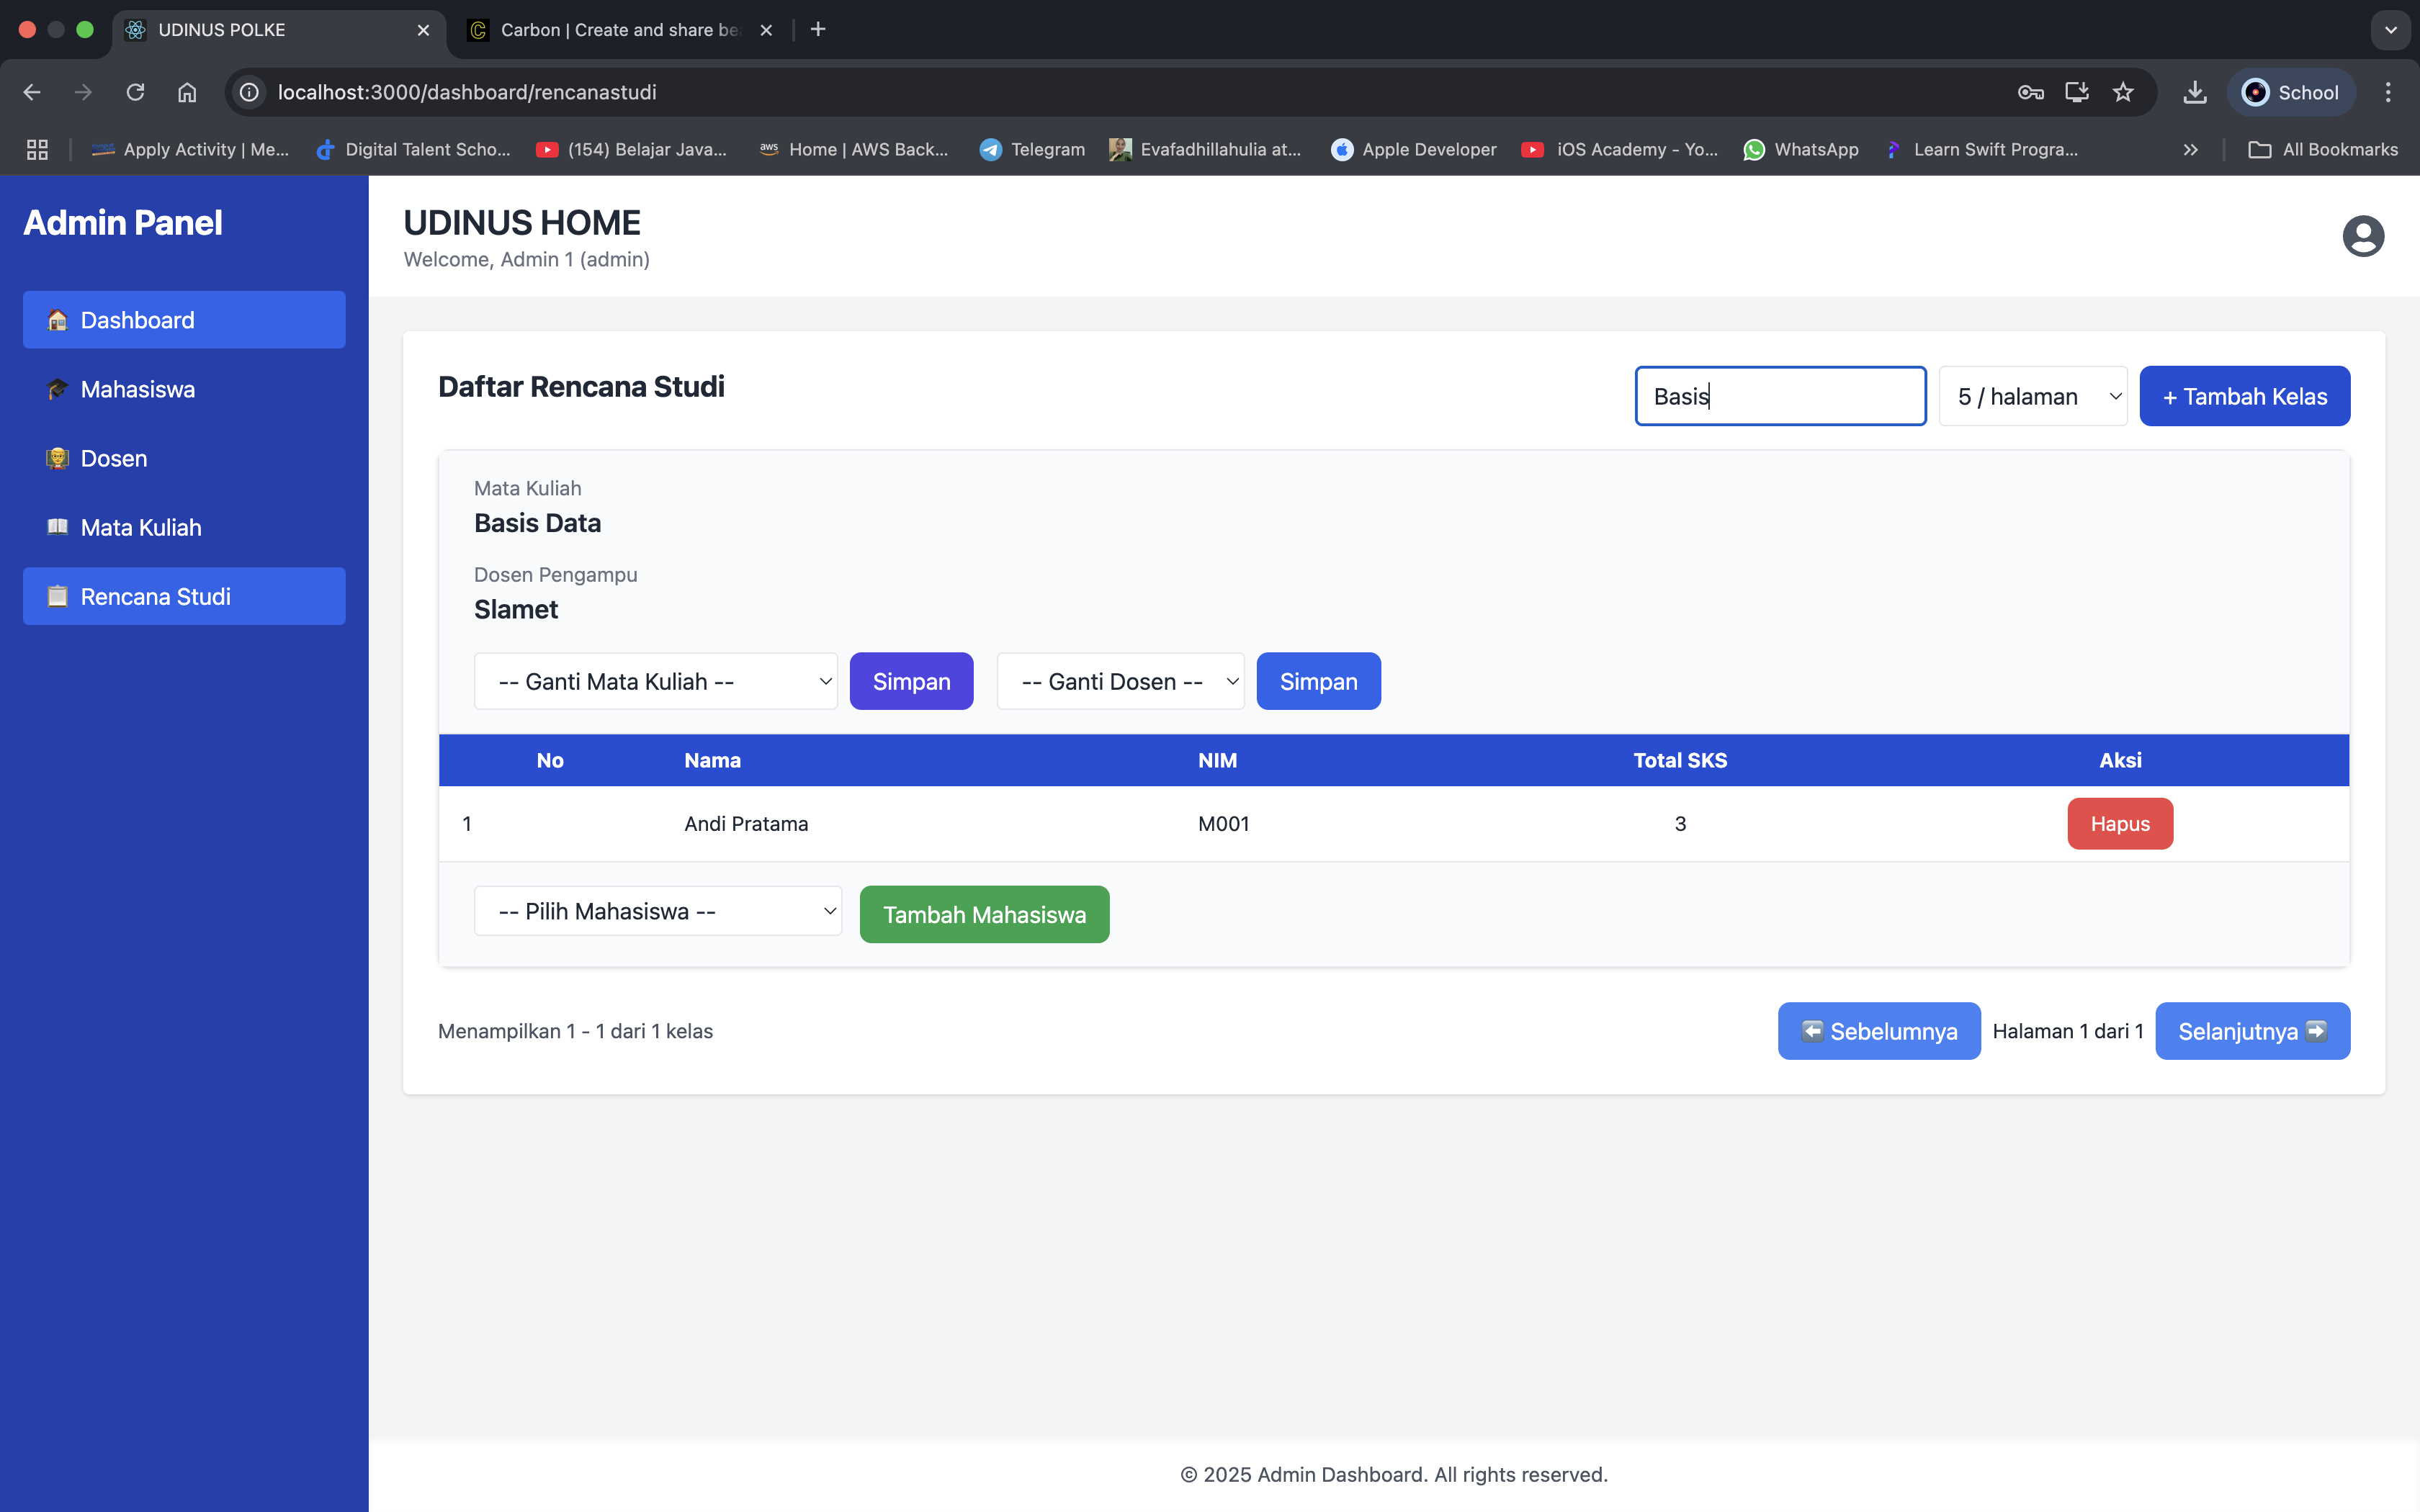 UDINUS POLKE
Carbon | Create and share be
localhost:3000/dashboard/rencanastudi
School
Apply Activity | Me...
Digital Talent Scho...
(154) Belajar Java...
aws
Home | AWS Back...
Telegram
Evafadhillahulia at...
Apple Developer
iOS Academy - Yo...
WhatsApp
Learn Swift Progra...
All Bookmarks
Admin Panel
Dashboard
Mahasiswa
Dosen
Mata Kuliah
Rencana Studi
UDINUS HOME
Welcome, Admin 1 (admin)
Daftar Rencana Studi
Basis
5 / halaman
+ Tambah Kelas
Mata Kuliah
Basis Data
Dosen Pengampu
Slamet
-- Ganti Mata Kuliah --
Simpan
-- Ganti Dosen --
Simpan
No Nama NIM Total SKS Aksi
1 Andi Pratama M001 3 Hapus
-- Pilih Mahasiswa --
Tambah Mahasiswa
Menampilkan 1 - 1 dari 1 kelas
⬅️ Sebelumnya
Halaman 1 dari 1
Selanjutnya ➡️
© 2025 Admin Dashboard. All rights reserved.